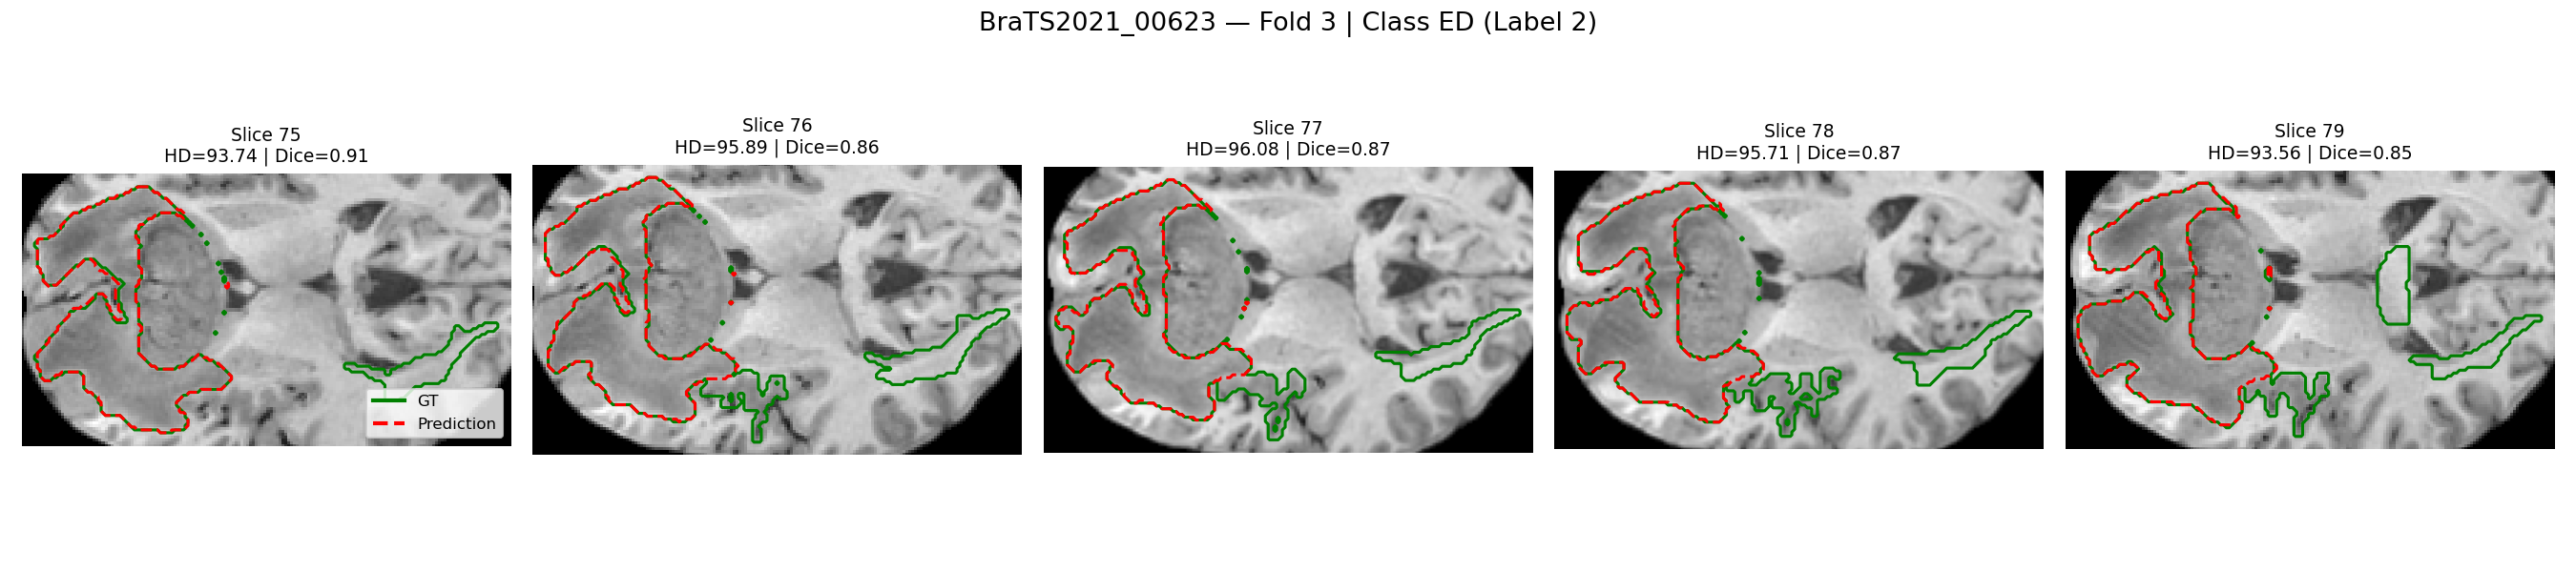 BraTS2021_00623 — Fold 3 | Class ED (Label 2)
Slice 75
HD=93.74 | Dice=0.91
Slice 76
HD=95.89 | Dice=0.86
Slice 77
HD=96.08 | Dice=0.87
Slice 78
HD=95.71 | Dice=0.87
Slice 79
HD=93.56 | Dice=0.85
GT
Prediction